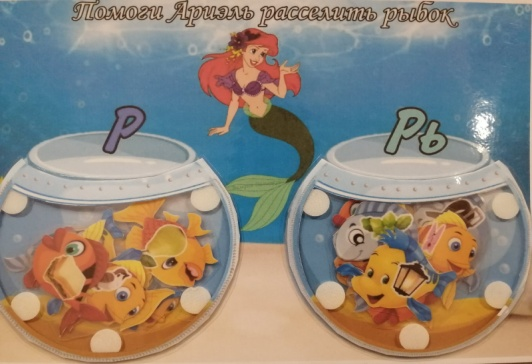 Помоги Ариэль расселить рыбок
Р
Рь